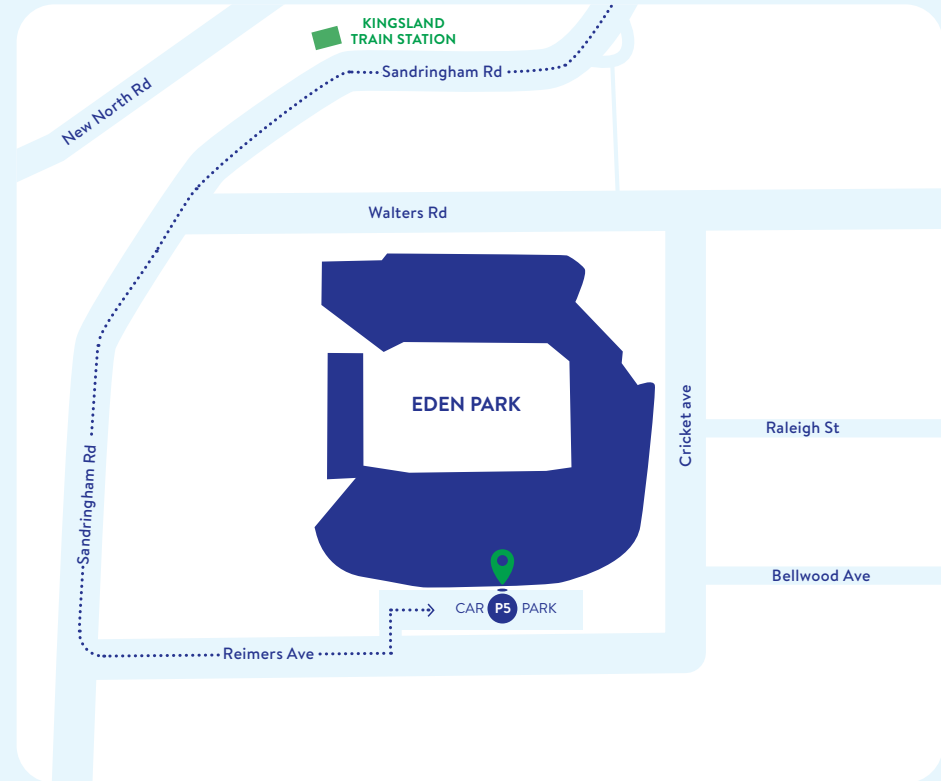 KINGSLAND
TRAIN STATION
Sandringham Rd
New North Rd
Walters Rd
EDEN PARK
Cricket ave
Raleigh St
Sandringham Rd
Bellwood Ave
CAR P5 PARK
Reimers Ave